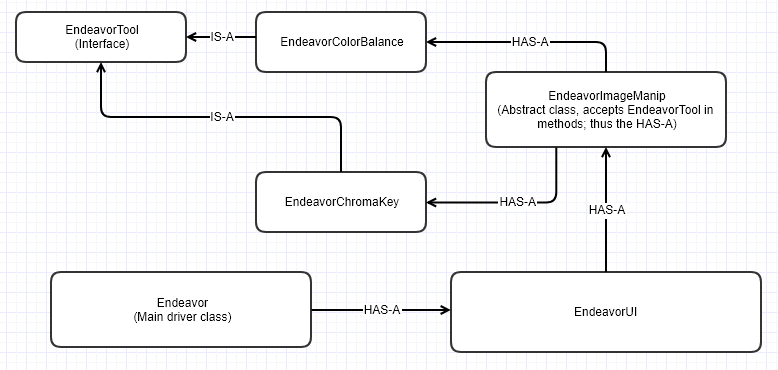 EndeavorTool
(Interface)
IS-A
EndeavorColorBalance
HAS-A
EndeavorImageManip
(Abstract class, accepts EndeavorTool in
methods; thus the HAS-A)
IS-A
EndeavorChromaKey
HAS-A
HAS-A
Endeavor
(Main driver class)
HAS-A
EndeavorUI